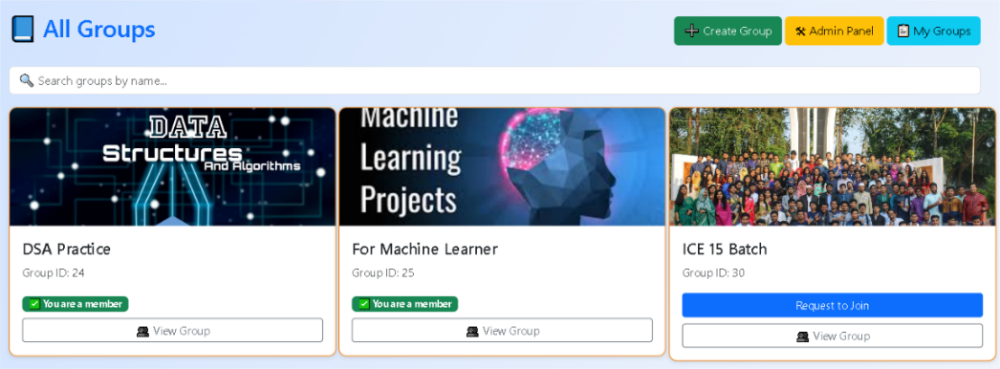 All Groups
Create Group
Admin Panel
My Groups
Search groups by name...
DATA
Structures
And Algorithms
Machine
Learning
Projects
DSA Practice
Group ID: 24
You are a member
View Group
For Machine Learner
Group ID: 25
You are a member
View Group
ICE 15 Batch
Group ID: 30
Request to Join
View Group